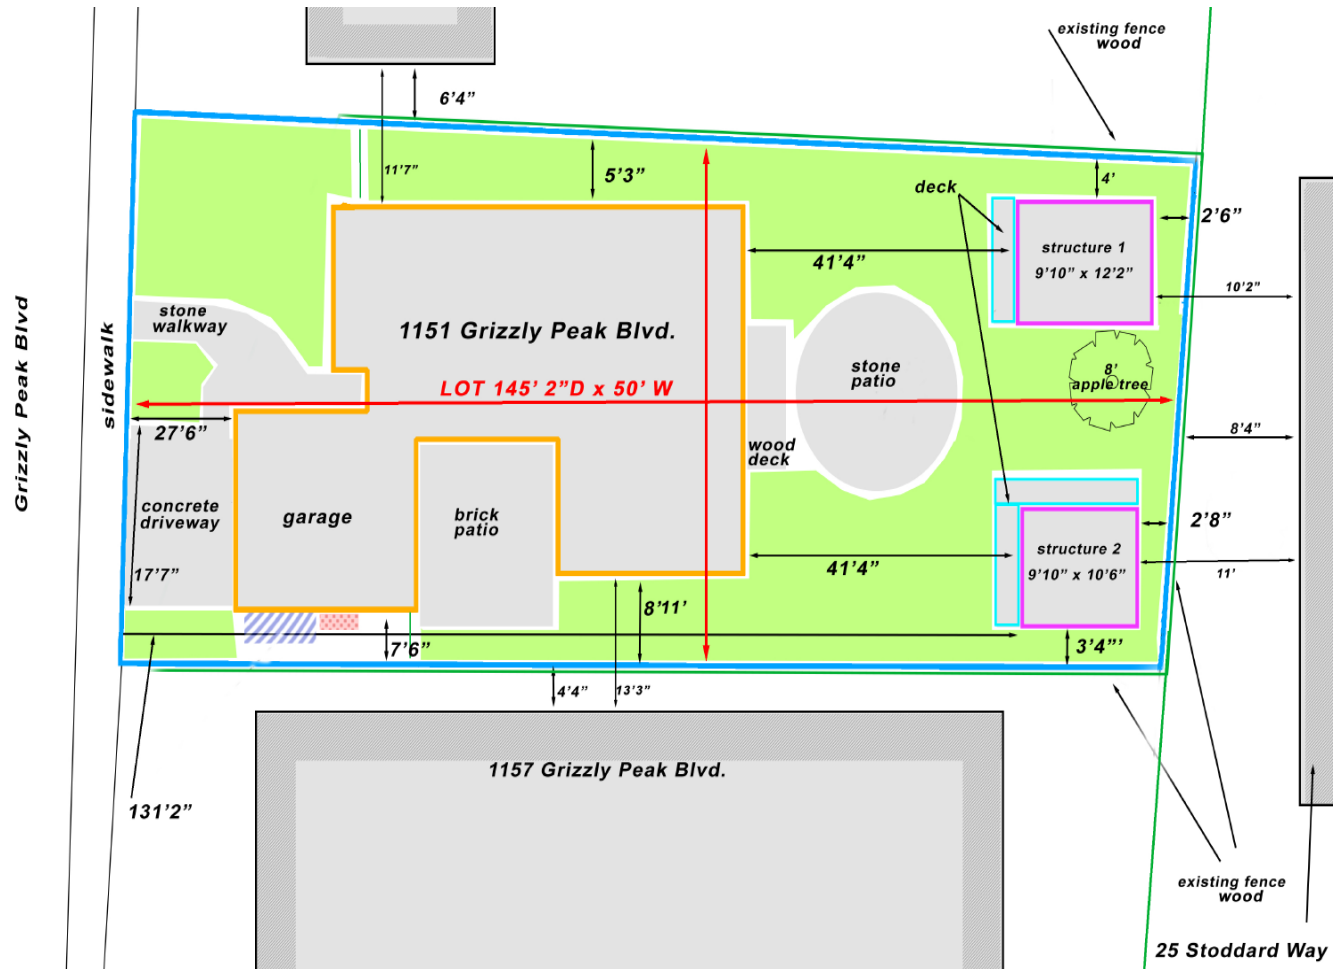 existing fence
wood
6'4”
11'7”
5'3”
4'
deck
2'6”
structure 1
9'10” x 12'2”
41'4”
10'2”
Grizzly Peak Blvd
sidewalk
stone
walkway
1151 Grizzly Peak Blvd.
stone
patio
8'
apple tree
LOT 145' 2”D x 50' W
27'6”
wood
deck
8'4”
concrete
driveway
garage
brick
patio
2'8”
structure 2
9'10” x 10'6”
41'4”
17'7”
11'
8'11'
7'6”
3'4”'
4'4”
13'3”
1157 Grizzly Peak Blvd.
131'2”
existing fence
wood
25 Stoddard Way